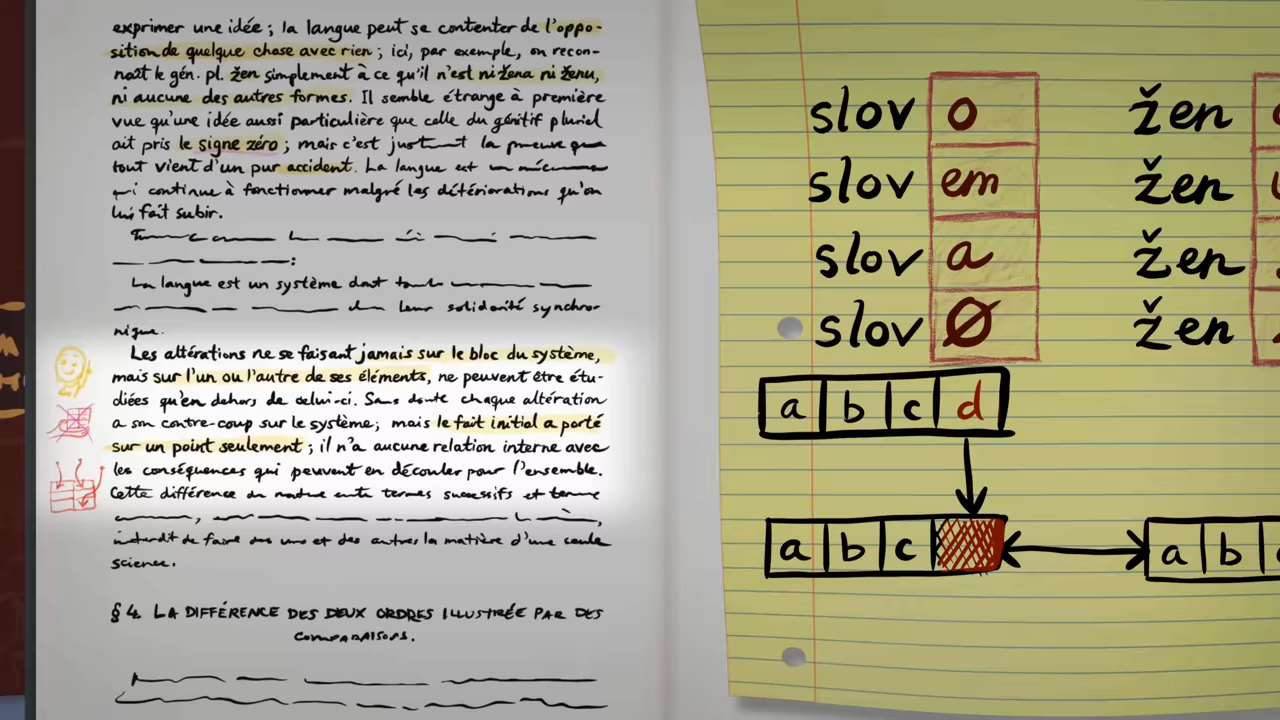 exprimer une idée ; la langue peut se contenter de l'oppo-
sition de quelque chose avec rien ; ici, par exemple, on recon-
naît le gén. pl. žen simplement à ce qu'il n'est ni žena ni ženu,
ni aucune des autres formes. Il semble étrange à première
vue qu'une idée aussi particulière que celle du génitif pluriel
ait pris le signe zéro ; mais c'est justement la preuve que
tout vient d'un pur accident. La langue est un
qui continue à fonctionner malgré les détériorations qu'on
lui fait subir.
La langue est un système dont
leur solidarité synchro-
nique.
Les altérations ne se faisant jamais sur le bloc du système,
mais sur l'un ou l'autre de ses éléments, ne peuvent être étu-
diées qu'en dehors de celui-ci. Sans doute chaque altération
a son contre-coup sur le système; mais le fait initial a porté
sur un point seulement ; il n'a aucune relation interne avec
les conséquences qui peuvent en découler pour l'ensemble.
Cette différence de nature entre termes successifs et
interdit de faire des uns et des autres la matière d'une seule
science.
§ 4. LA DIFFÉRENCE DES DEUX ORDRES ILLUSTRÉE PAR DES
COMPARAISONS.
slov o
slov em
slov a
slov Ø
žen
žen
žen
žen
a b c d
a b c
a b